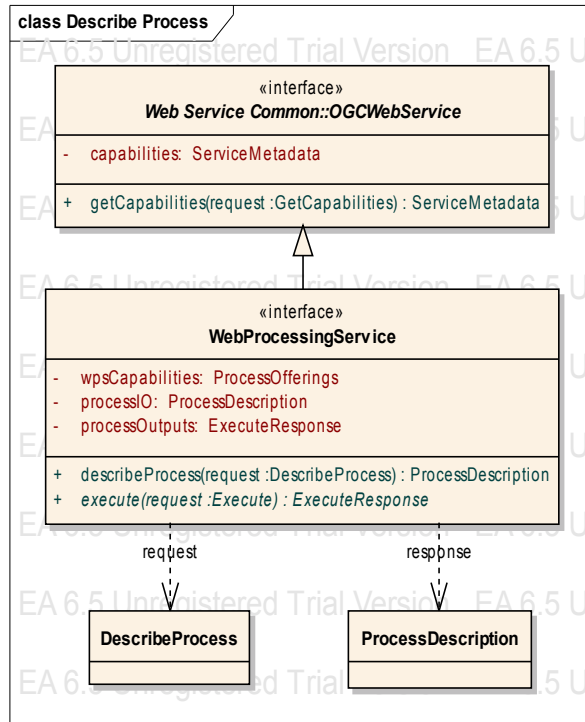 class Describe Process
EA 6.5 Unregistered Trial Version EA 6.5 U
«interface»
Web Service Common::OGCWebService
- capabilities: ServiceMetadata
+ getCapabilities(request :GetCapabilities) : ServiceMetadata
EA 6.5 Unregistered Trial Version EA 6.5 U
«interface»
WebProcessingService
- wpsCapabilities: ProcessOfferings
- processIO: ProcessDescription
- processOutputs: ExecuteResponse
+ describeProcess(request :DescribeProcess) : ProcessDescription
+ execute(request :Execute) : ExecuteResponse
request
response
EA 6.5 Unregistered Trial Version EA 6.5 U
DescribeProcess
ProcessDescription